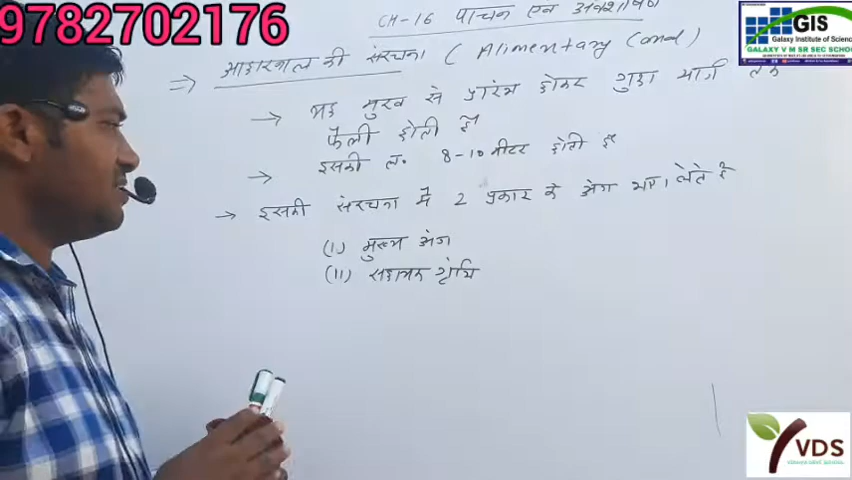 9782702176
CH-16 पाचन एवं अवशोषण
GIS
Galaxy Institute of Science
GALAXY V M SR SEC SCHOOL
⇒ आहारनाल की संरचना ( Alimentary Canal )
→ यह मुख से प्रारंभ होकर गुदा मार्ग तक
फैली होती है
→ इसकी ल. 8-10 मीटर होती है
→ इसकी संरचना में 2 प्रकार के अंग भाग लेते है
(I) मुख्य अंग
(II) सहायक ग्रंथि
VDS